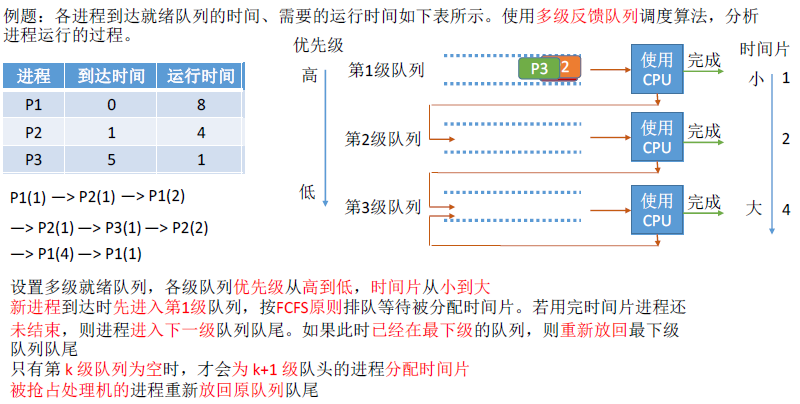 例题：各进程到达就绪队列的时间、需要的运行时间如下表所示。使用多级反馈队列调度算法，分析
进程运行的过程。
优先级
高
低
时间片
小 1
2
大 4
进程 到达时间 运行时间
P1 0 8
P2 1 4
P3 5 1
第1级队列 P3 2 使用CPU 完成
第2级队列 使用CPU 完成
第3级队列 使用CPU 完成
P1(1) —> P2(1) —> P1(2)
—> P2(1) —> P3(1) —> P2(2)
—> P1(4) —> P1(1)
设置多级就绪队列，各级队列优先级从高到低，时间片从小到大
新进程到达时先进入第1级队列，按FCFS原则排队等待被分配时间片。若用完时间片进程还
未结束，则进程进入下一级队列队尾。如果此时已经在最下级的队列，则重新放回最下级
队列队尾
只有第 k 级队列为空时，才会为 k+1 级队头的进程分配时间片
被抢占处理机的进程重新放回原队列队尾